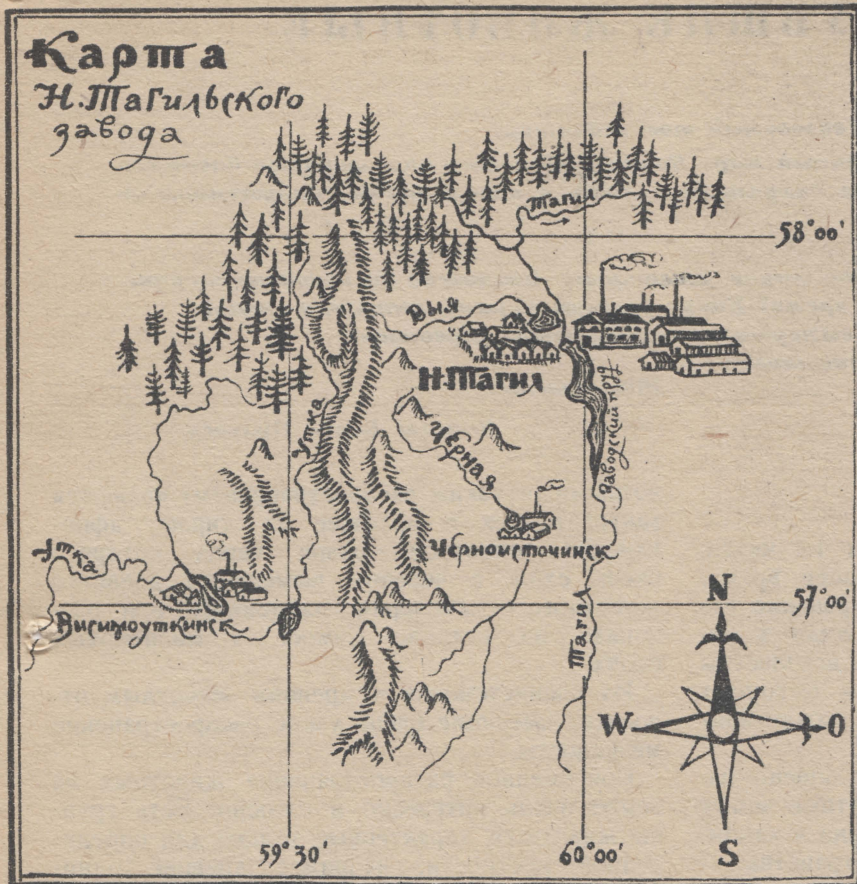 Карта
Н. Тагильского
завода
Тагил
58°00'
Выя
Н. Тагил
Заводский пруд
Утка
Чёрная
Черноисточинск
Утка
Висимоуткинск
57°00'
Тагил
N
W
O
S
59°30'
60°00'